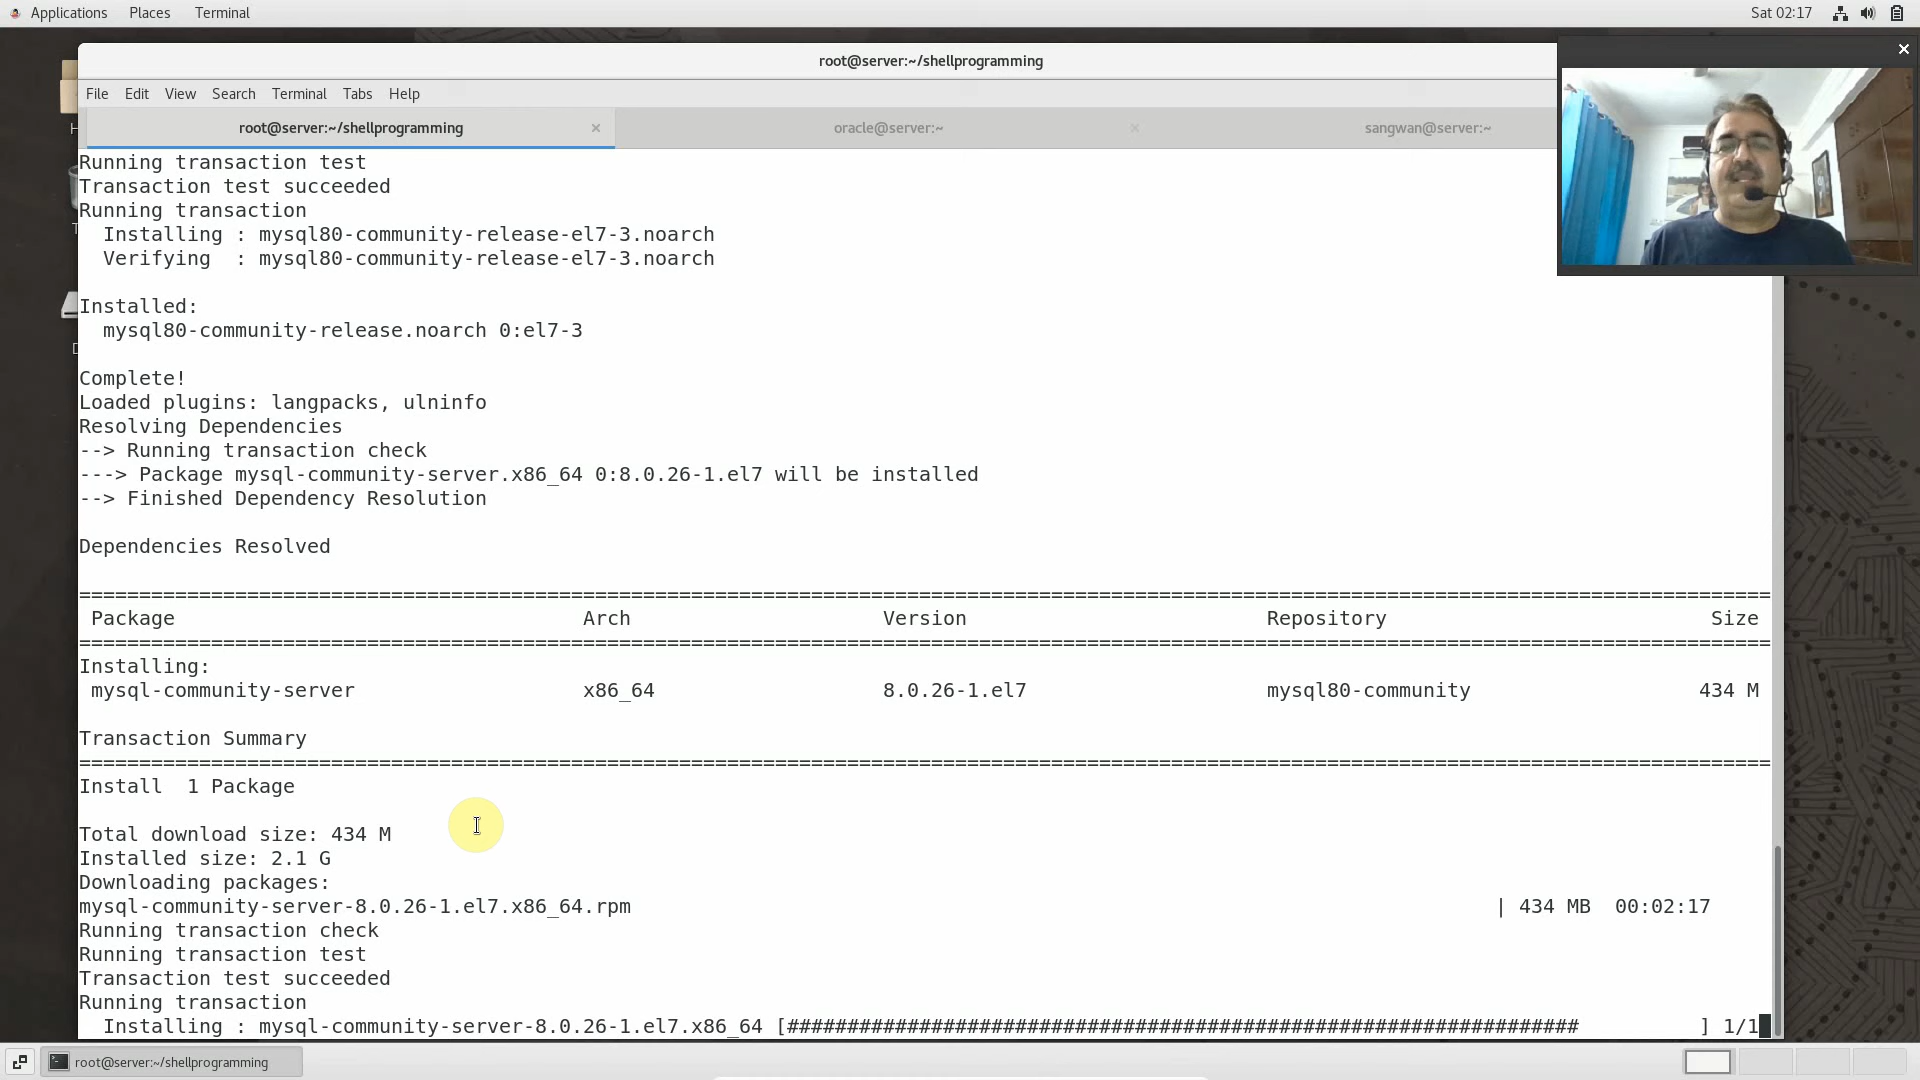 Applications Places Terminal Sat 02:17
root@server:~/shellprogramming
File Edit View Search Terminal Tabs Help
root@server:~/shellprogramming × oracle@server:~ × sangwan@server:~
Running transaction test
Transaction test succeeded
Running transaction
  Installing : mysql80-community-release-el7-3.noarch
  Verifying  : mysql80-community-release-el7-3.noarch
Installed:
  mysql80-community-release.noarch 0:el7-3
Complete!
Loaded plugins: langpacks, ulninfo
Resolving Dependencies
--> Running transaction check
---> Package mysql-community-server.x86_64 0:8.0.26-1.el7 will be installed
--> Finished Dependency Resolution
Dependencies Resolved
Package Arch Version Repository Size
Installing:
mysql-community-server x86_64 8.0.26-1.el7 mysql80-community 434 M
Transaction Summary
Install  1 Package
Total download size: 434 M
Installed size: 2.1 G
Downloading packages:
mysql-community-server-8.0.26-1.el7.x86_64.rpm | 434 MB  00:02:17
Running transaction check
Running transaction test
Transaction test succeeded
Running transaction
  Installing : mysql-community-server-8.0.26-1.el7.x86_64 [################################################################## ] 1/1
root@server:~/shellprogramming